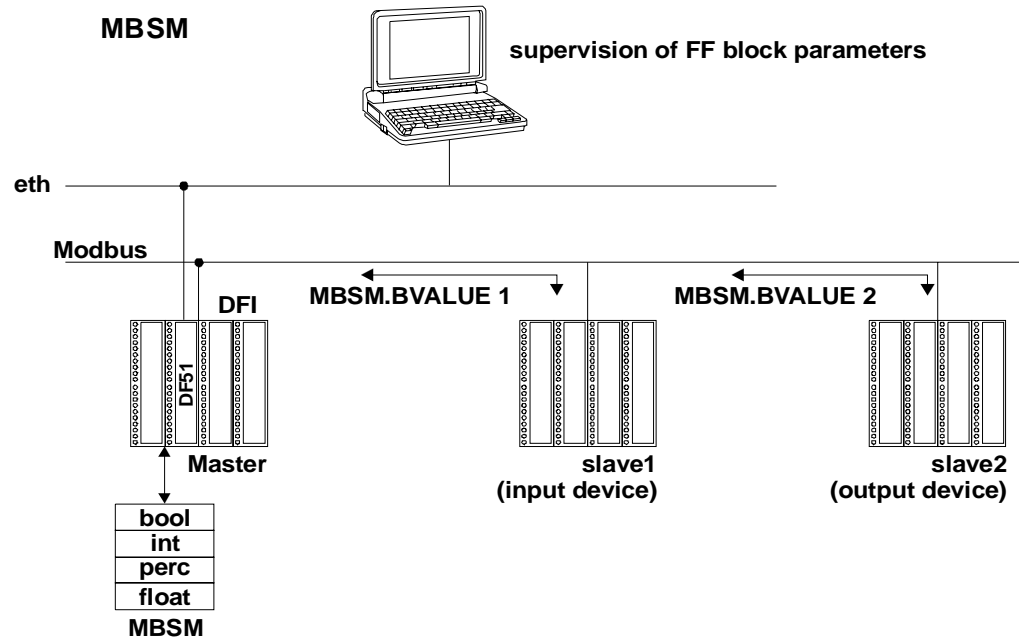 MBSM
supervision of FF block parameters
eth
Modbus
MBSM.BVALUE 1
MBSM.BVALUE 2
DFI
DF51
Master
slave1
(input device)
slave2
(output device)
bool
int
perc
float
MBSM